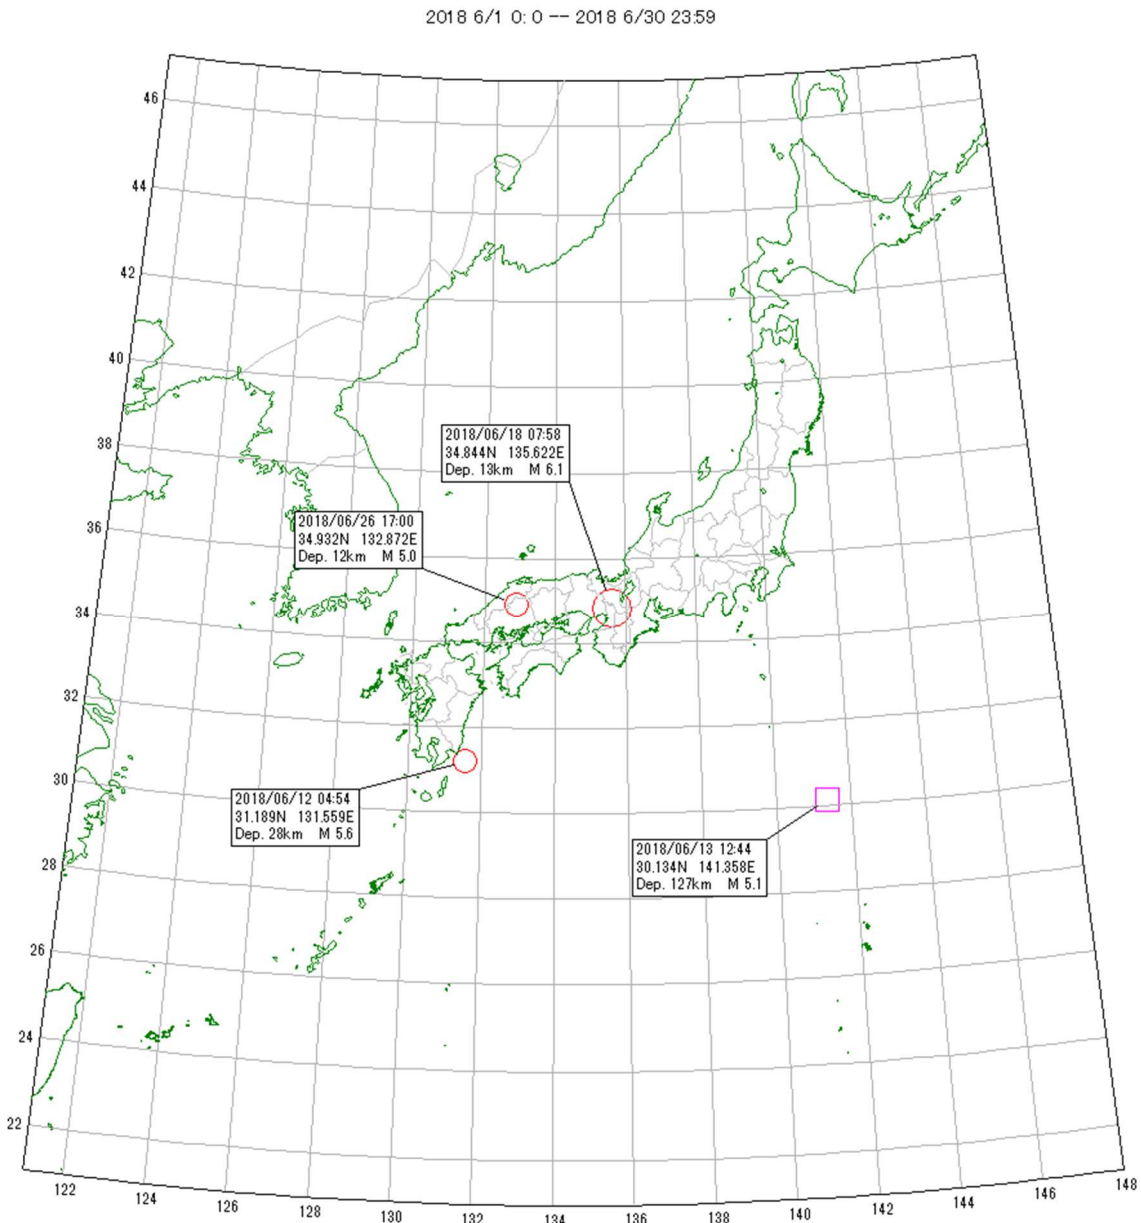 2018 6/1 0: 0 -- 2018 6/30 23:59
46
44
42
40
38
36
34
32
30
28
26
24
22
2018/06/18 07:58
34.844N 135.622E
Dep. 13km M 6.1
2018/06/26 17:00
34.932N 132.872E
Dep. 12km M 5.0
2018/06/12 04:54
31.189N 131.559E
Dep. 28km M 5.6
2018/06/13 12:44
30.134N 141.358E
Dep. 127km M 5.1
122 124 126 128 130 132 134 136 138 140 142 144 146 148